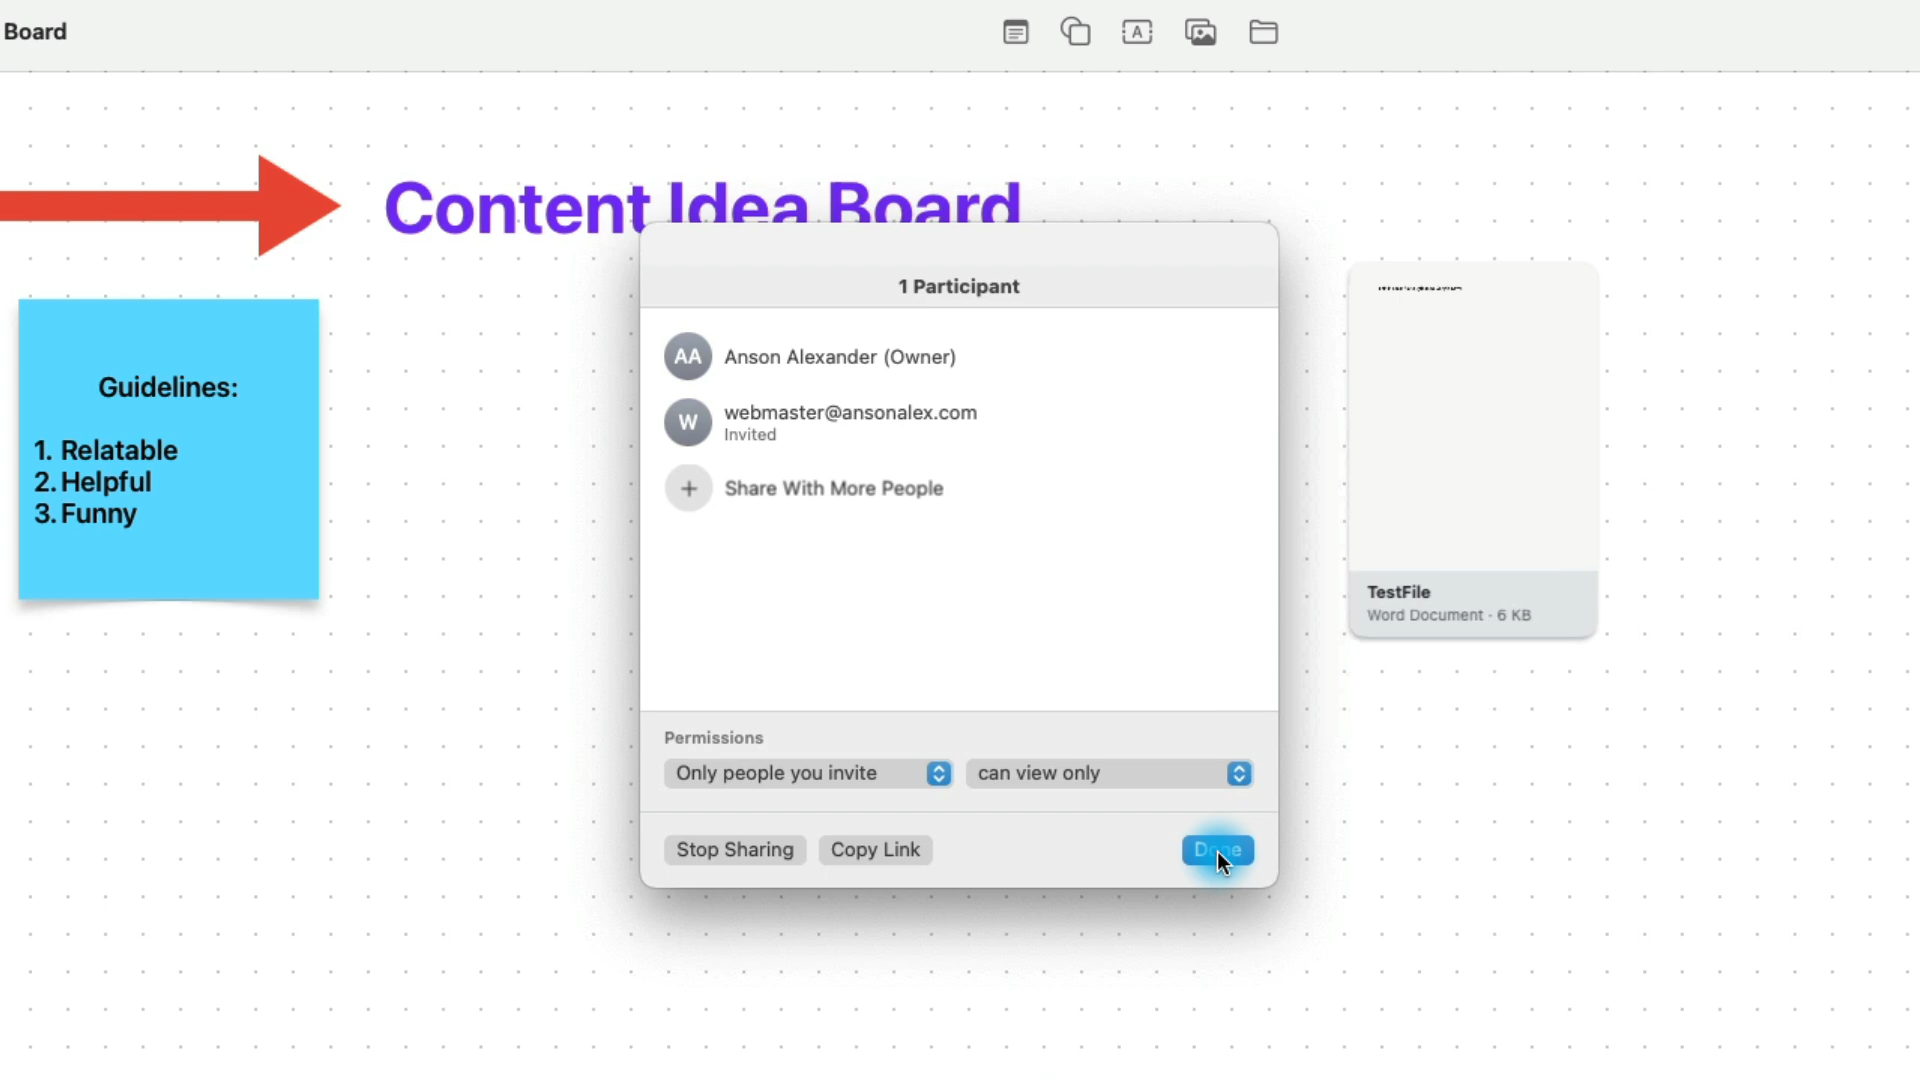 Board
A
Content Idea Board
Guidelines:
1. Relatable
2. Helpful
3. Funny
1 Participant
AA
Anson Alexander (Owner)
W
webmaster@ansonalex.com
Invited
Share With More People
TestFile
Word Document - 6 KB
Permissions
Only people you invite
can view only
Stop Sharing
Copy Link
Done